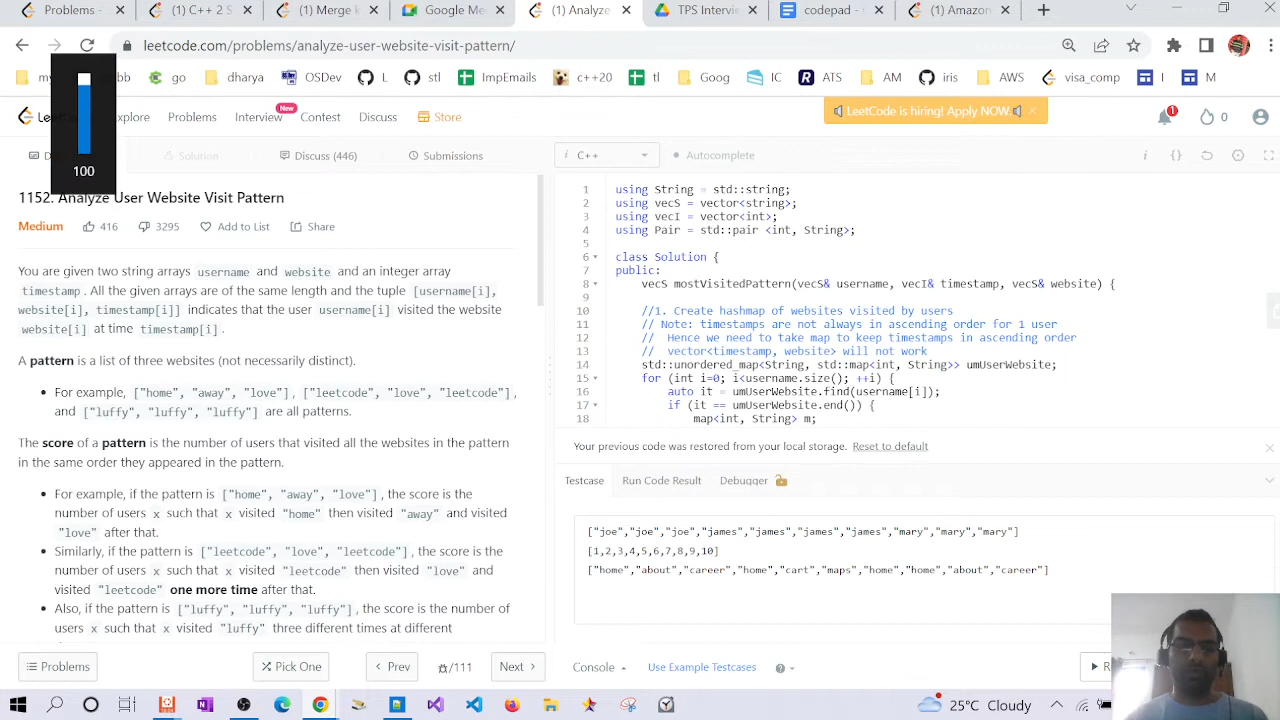 (1) Problems
(1) C++ 2 S
(1) Merge k
Google Me
(1) Analyze
TPS Intervie
codepad -
(1) Amazon
leetcode.com/problems/analyze-user-website-visit-pattern/
my
go
dharya
OSDev
L
stl
ImpEmails
c++20
tl
Goog
IC
ATS
AM
iris
AWS
visa_comp
I
M
New
LeetCode is hiring! Apply NOW.
Explore
Problems
Interview
Contest
Discuss
Store
1
0
Solution
Discuss (446)
Submissions
C++
Autocomplete
100
1152. Analyze User Website Visit Pattern
Medium
416
3295
Add to List
Share
You are given two string arrays username and website and an integer array
timestamp. All the given arrays are of the same length and the tuple [username[i],
website[i], timestamp[i]] indicates that the user username[i] visited the website
website[i] at time timestamp[i].
A pattern is a list of three websites (not necessarily distinct).
• For example, ["home", "away", "love"], ["leetcode", "love", "leetcode"],
and ["luffy", "luffy", "luffy"] are all patterns.
The score of a pattern is the number of users that visited all the websites in the pattern
in the same order they appeared in the pattern.
• For example, if the pattern is ["home", "away", "love"], the score is the
number of users x such that x visited "home" then visited "away" and visited
"love" after that.
• Similarly, if the pattern is ["leetcode", "love", "leetcode"], the score is the
number of users x such that x visited "leetcode" then visited "love" and
visited "leetcode" one more time after that.
• Also, if the pattern is ["luffy", "luffy", "luffy"], the score is the number of
users x such that x visited "luffy" three different times at different
1 using String = std::string;
2 using vecS = vector<string>;
3 using vecI = vector<int>;
4 using Pair = std::pair <int, String>;
5
6 class Solution {
7 public:
8 vecS mostVisitedPattern(vecS& username, vecI& timestamp, vecS& website) {
9
10 //1. Create hashmap of websites visited by users
11 // Note: timestamps are not always in ascending order for 1 user
12 // Hence we need to take map to keep timestamps in ascending order
13 // vector<timestamp, website> will not work
14 std::unordered_map<String, std::map<int, String>> umUserWebsite;
15 for (int i=0; i<username.size(); ++i) {
16 auto it = umUserWebsite.find(username[i]);
17 if (it == umUserWebsite.end()) {
18 map<int, String> m;
Your previous code was restored from your local storage. Reset to default
Testcase
Run Code Result
Debugger
["joe","joe","joe","james","james","james","james","mary","mary","mary"]
[1,2,3,4,5,6,7,8,9,10]
["home","about","career","home","cart","maps","home","home","about","career"]
Problems
Pick One
Prev
/111
Next
Console
Use Example Testcases
25°C Cloudy